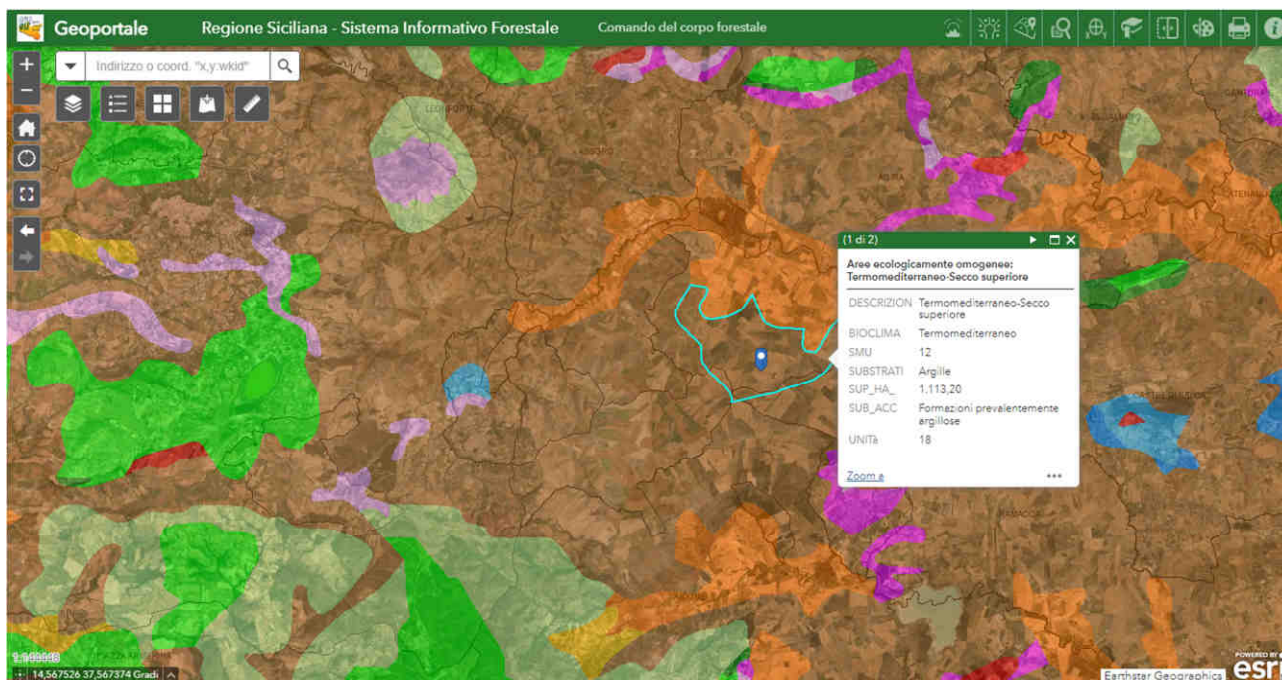 Geoportale
Regione Siciliana - Sistema Informativo Forestale
Comando del corpo forestale
Indirizzo o coord. "x,y:wkid"
(1 di 2)
Aree ecologicamente omogenee:
Termomediterraneo-Secco superiore
DESCRIZION Termomediterraneo-Secco
superiore
BIOCLIMA Termomediterraneo
SMU 12
SUBSTRATI Argille
SUP_HA_ 1,113,20
SUB_ACC Formazioni prevalentemente
argillose
UNITà 18
Zoom a
14,567526 37,567374 Gradi
Earthstar Geographics
POWERED BY
esri